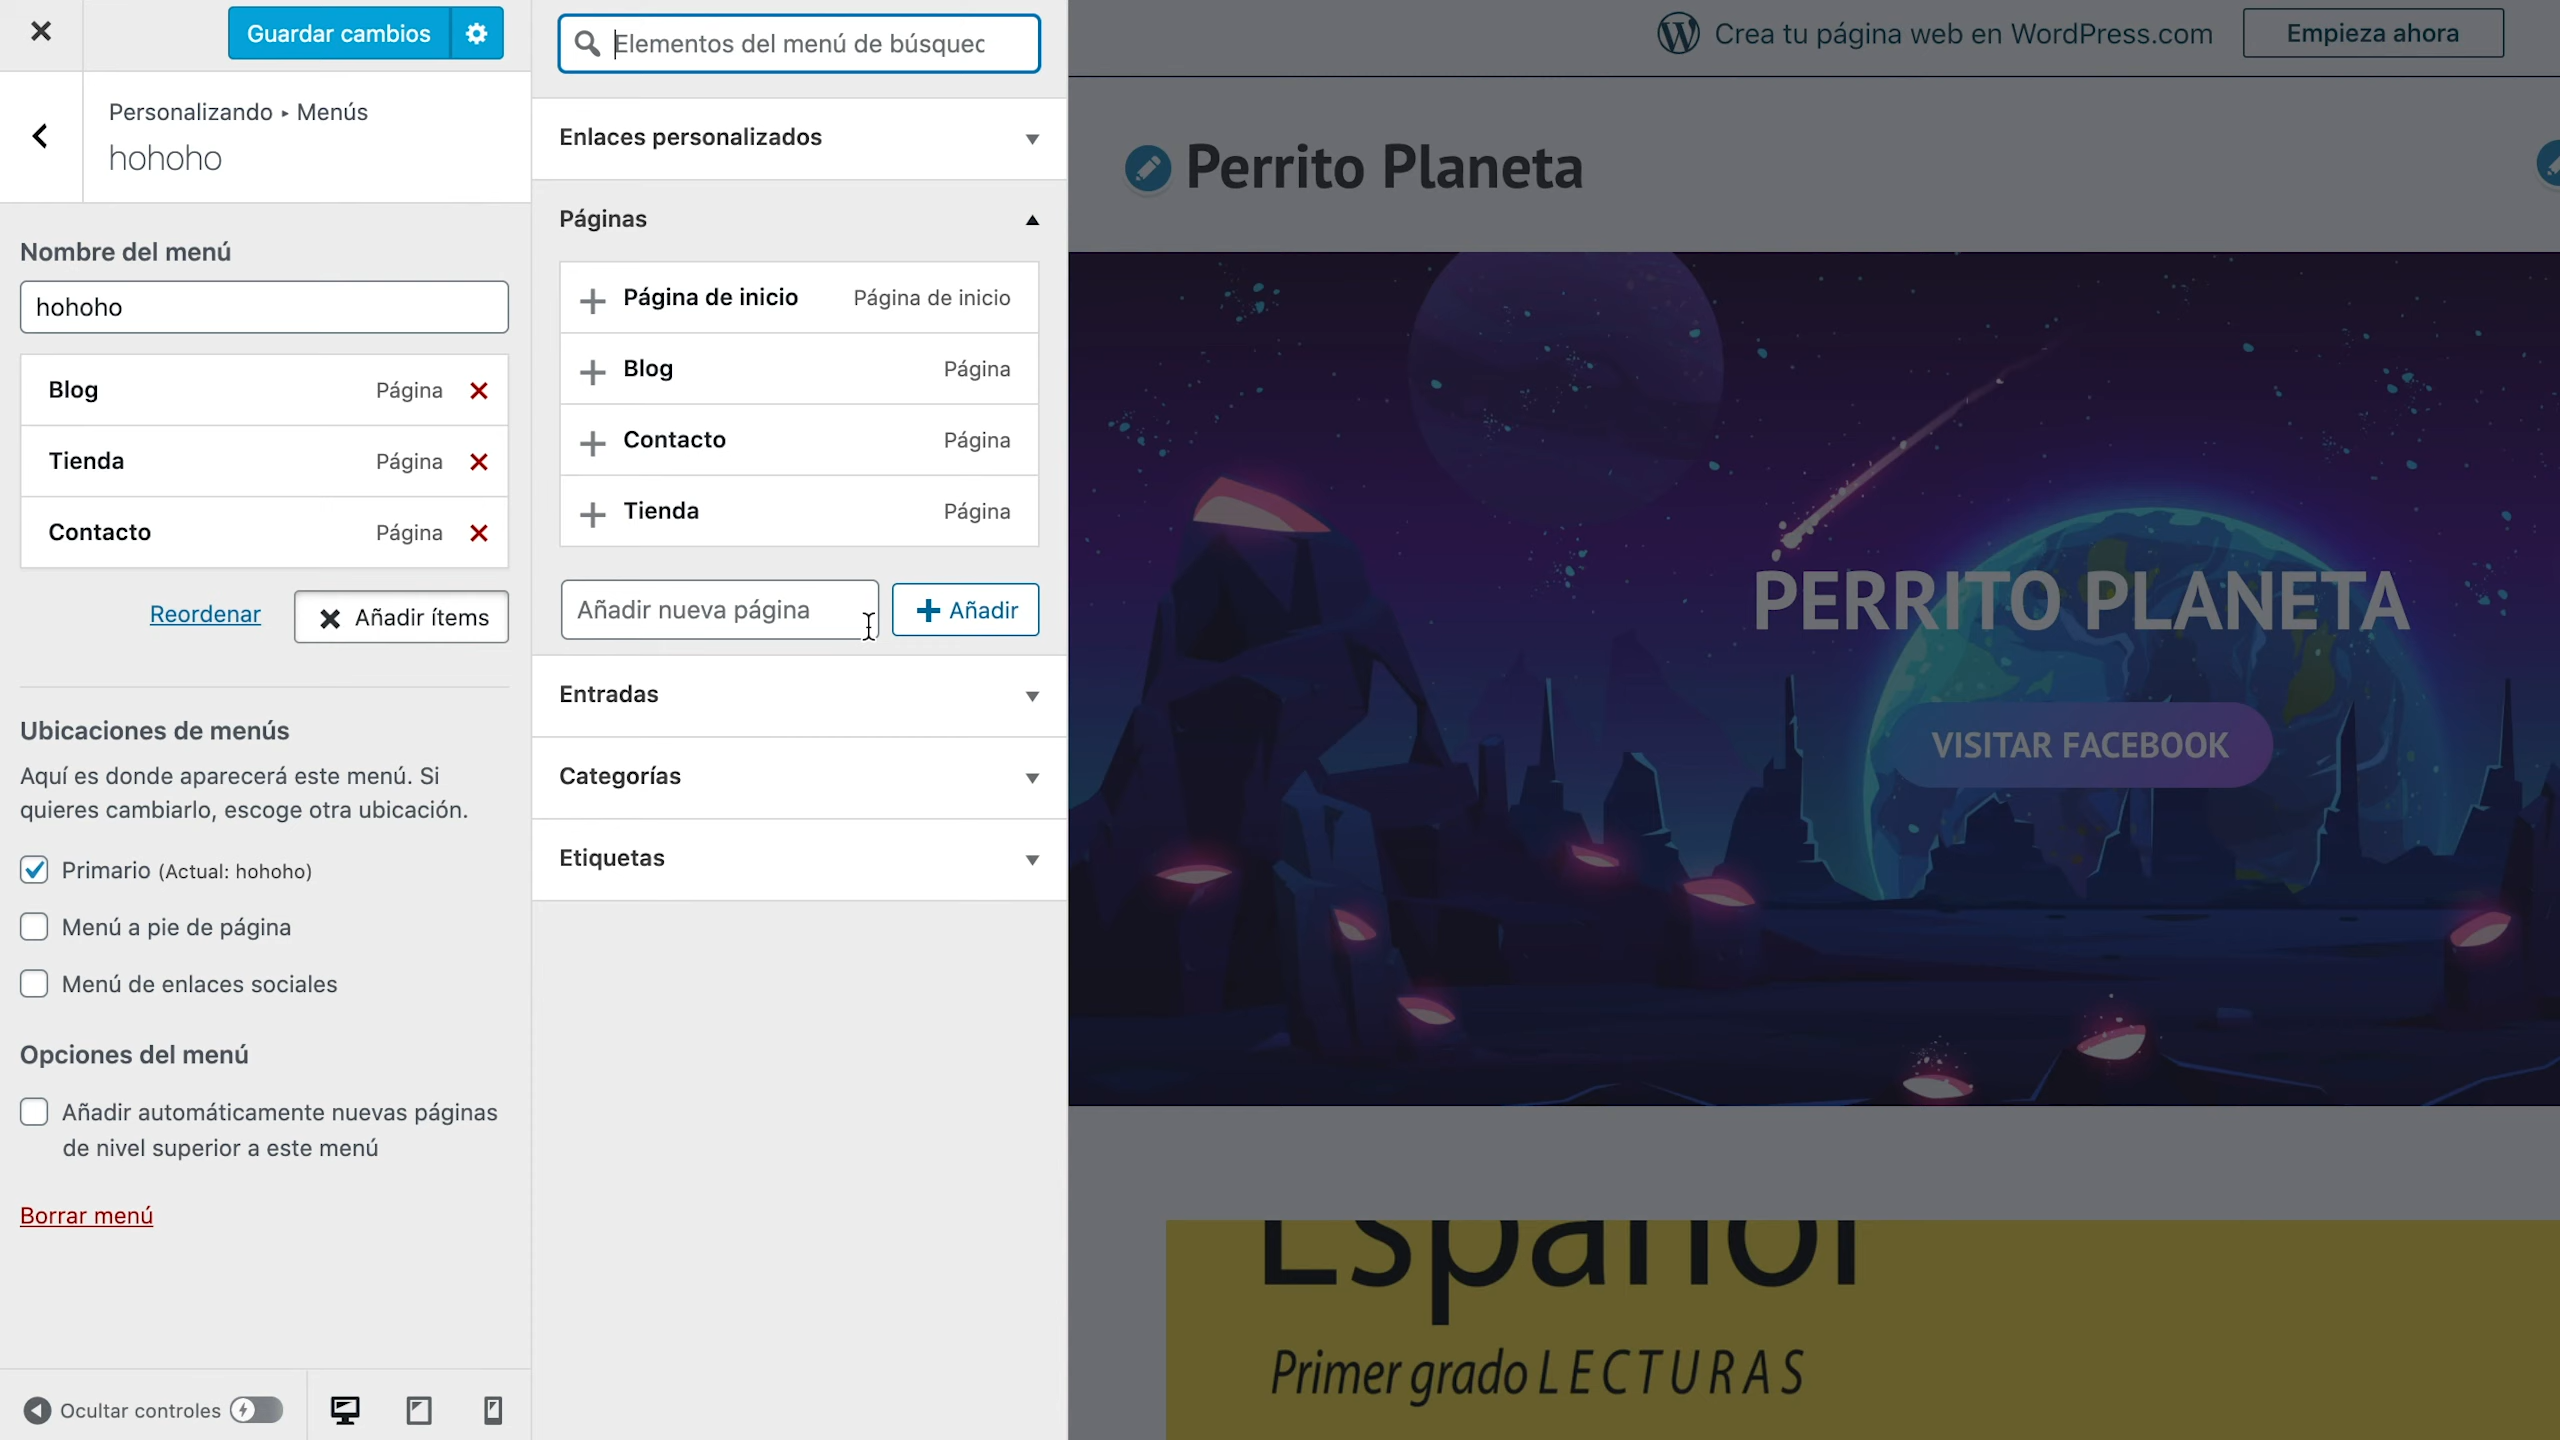 Guardar cambios
Personalizando ▸ Menús
hohoho
Nombre del menú
hohoho
Blog Página
Tienda Página
Contacto Página
Reordenar
Añadir ítems
Ubicaciones de menús
Aquí es donde aparecerá este menú. Si
quieres cambiarlo, escoge otra ubicación.
Primario (Actual: hohoho)
Menú a pie de página
Menú de enlaces sociales
Opciones del menú
Añadir automáticamente nuevas páginas
de nivel superior a este menú
Borrar menú
Ocultar controles
Elementos del menú de búsquec
Enlaces personalizados
Páginas
Página de inicio Página de inicio
Blog Página
Contacto Página
Tienda Página
Añadir nueva página
Añadir
Entradas
Categorías
Etiquetas
Crea tu página web en WordPress.com
Empieza ahora
Perrito Planeta
PERRITO PLANETA
VISITAR FACEBOOK
Español
Primer grado LECTURAS